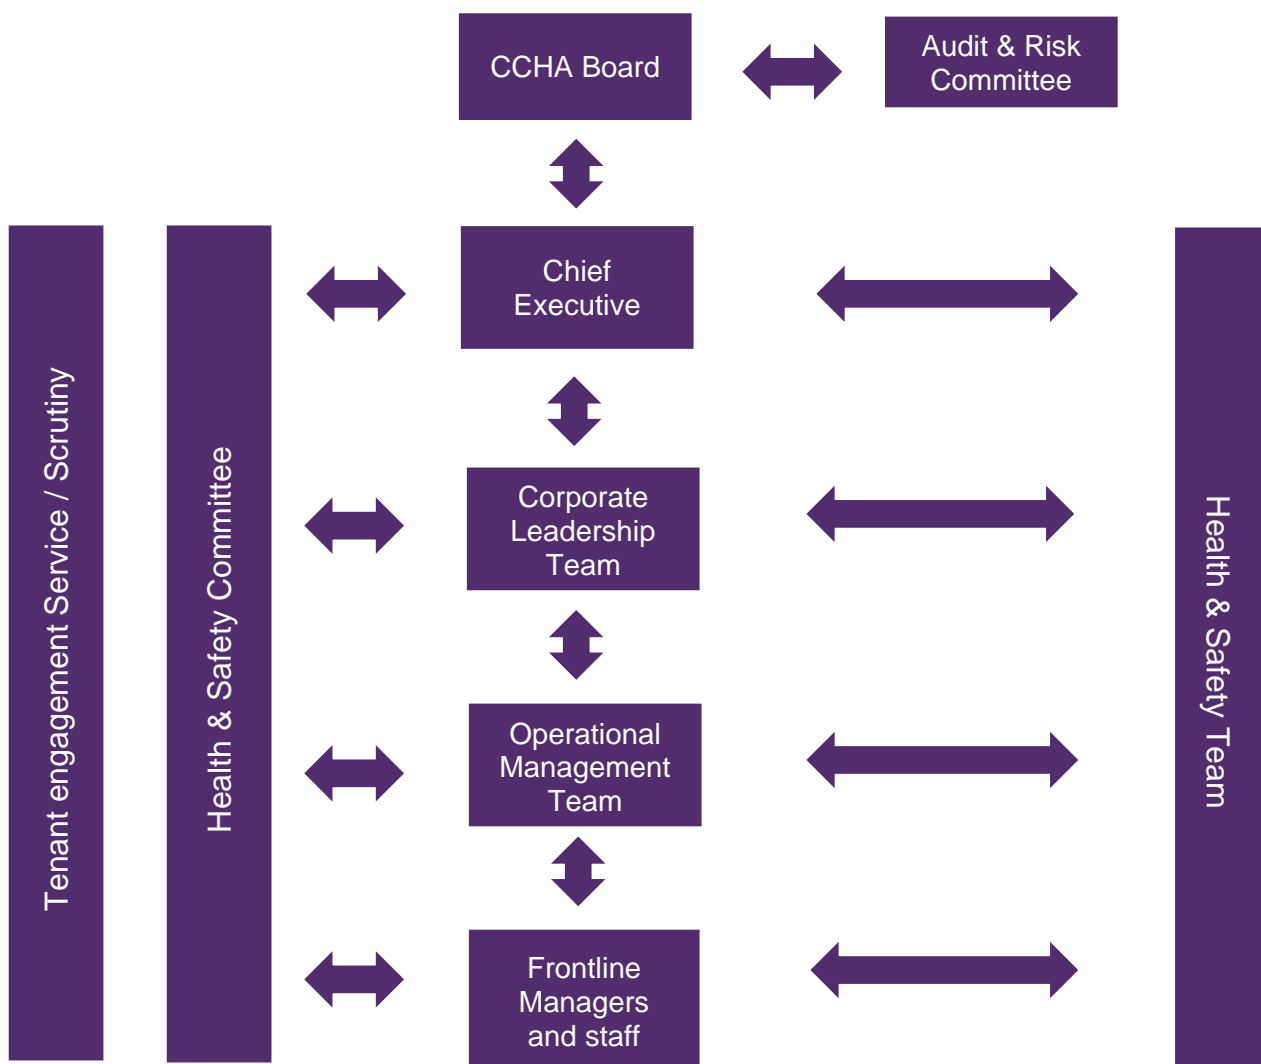 CCHA Board
Audit & Risk
Committee
Tenant engagement Service / Scrutiny
Health & Safety Committee
Chief
Executive
Health & Safety Team
Corporate
Leadership
Team
Operational
Management
Team
Frontline
Managers
and staff